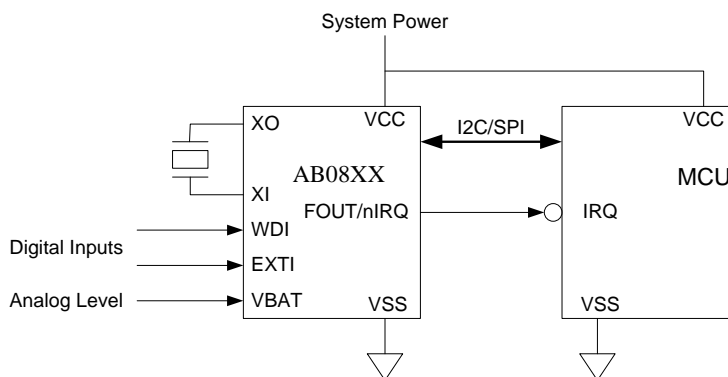 System Power
XO
VCC
I2C/SPI
VCC
AB08XX
MCU
XI
FOUT/nIRQ
IRQ
WDI
Digital Inputs
EXTI
Analog Level
VBAT
VSS
VSS